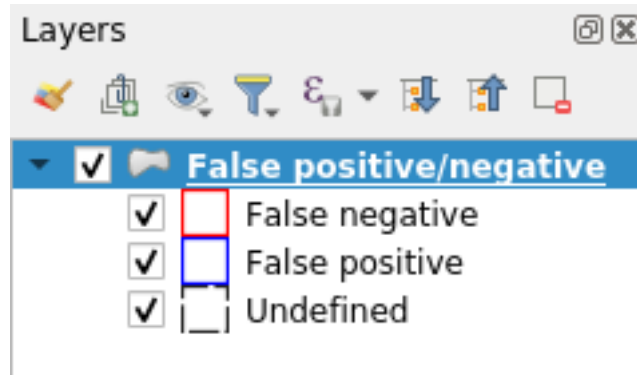 Layers
False positive/negative
False negative
False positive
Undefined